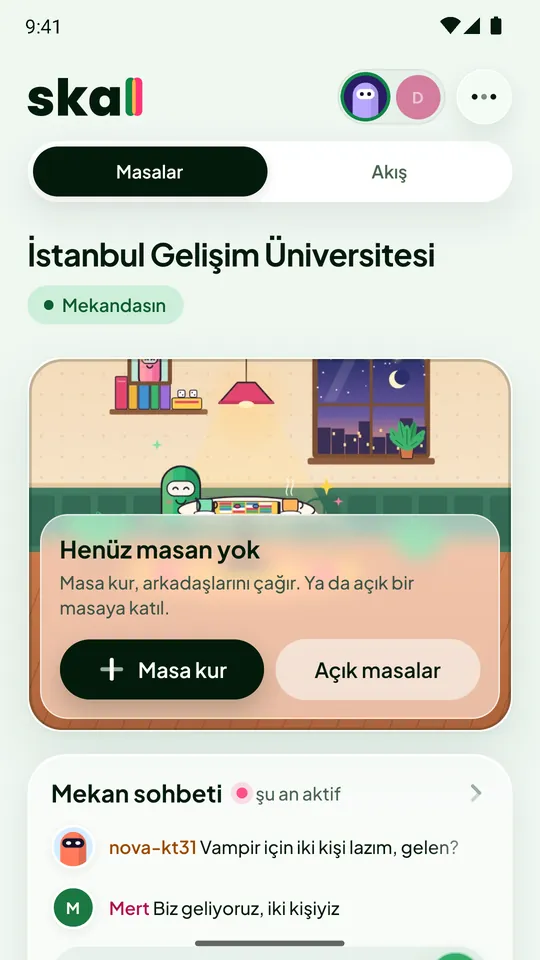 9:41
skal
D
Masalar
Akış
İstanbul Gelişim Üniversitesi
Mekandasın
Henüz masan yok
Masa kur, arkadaşlarını çağır. Ya da açık bir
masaya katıl.
Masa kur
Açık masalar
Mekan sohbeti
şu an aktif
nova-kt31 Vampir için iki kişi lazım, gelen?
M
Mert Biz geliyoruz, iki kişiyiz